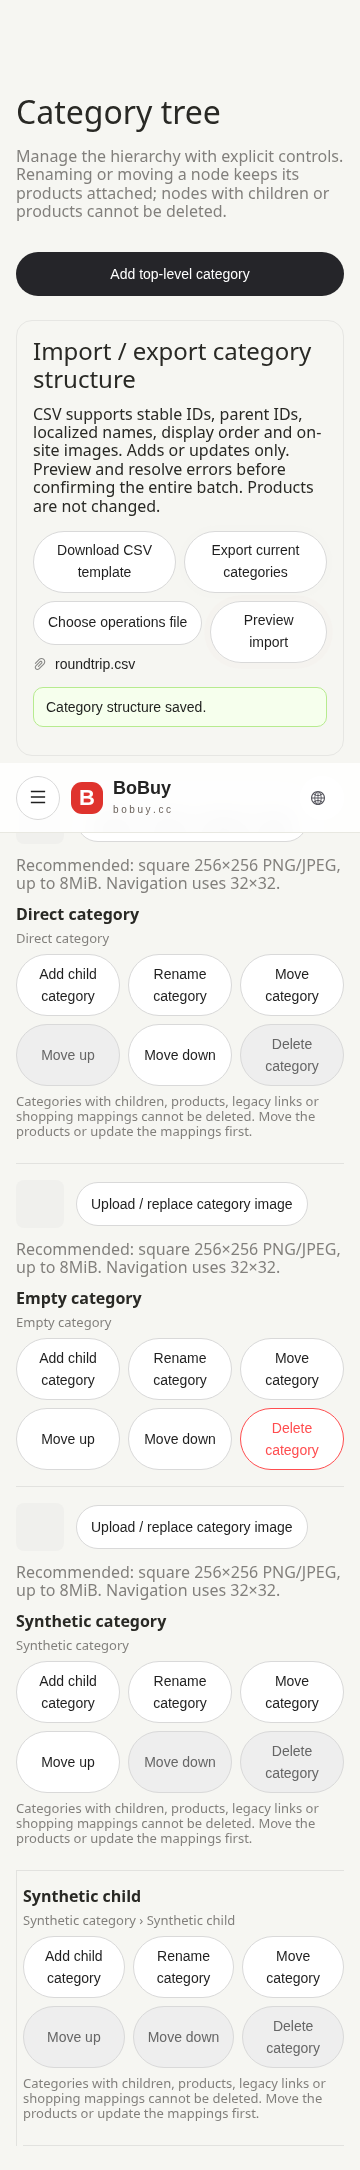 Category tree
Manage the hierarchy with explicit controls.
Renaming or moving a node keeps its
products attached; nodes with children or
products cannot be deleted.
Add top-level category
Import / export category
structure
CSV supports stable IDs, parent IDs,
localized names, display order and on-
site images. Adds or updates only.
Preview and resolve errors before
confirming the entire batch. Products
are not changed.
Download CSV
template
Export current
categories
Choose operations file
Preview
import
roundtrip.csv
Category structure saved.
B
BoBuy
bobuy.cc
Recommended: square 256×256 PNG/JPEG,
up to 8MiB. Navigation uses 32×32.
Direct category
Direct category
Add child
category
Rename
category
Move
category
Move up
Move down
Delete
category
Categories with children, products, legacy links or
shopping mappings cannot be deleted. Move the
products or update the mappings first.
Upload / replace category image
Recommended: square 256×256 PNG/JPEG,
up to 8MiB. Navigation uses 32×32.
Empty category
Empty category
Add child
category
Rename
category
Move
category
Move up
Move down
Delete
category
Upload / replace category image
Recommended: square 256×256 PNG/JPEG,
up to 8MiB. Navigation uses 32×32.
Synthetic category
Synthetic category
Add child
category
Rename
category
Move
category
Move up
Move down
Delete
category
Categories with children, products, legacy links or
shopping mappings cannot be deleted. Move the
products or update the mappings first.
Synthetic child
Synthetic category › Synthetic child
Add child
category
Rename
category
Move
category
Move up
Move down
Delete
category
Categories with children, products, legacy links or
shopping mappings cannot be deleted. Move the
products or update the mappings first.